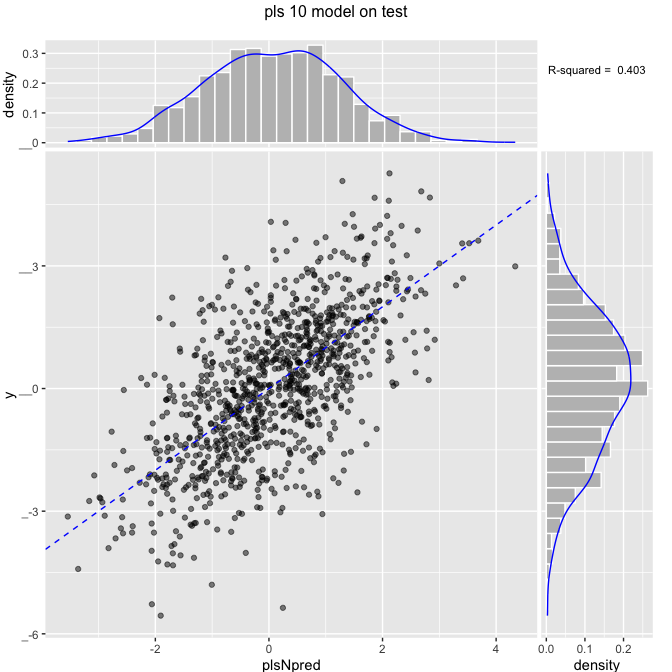 pls 10 model on test
density
0.3
0.2
0.1
0
R-squared = 0.403
y
3
0
-3
-6
-2 0 2 4
plsNpred
0.0 0.1 0.2
density